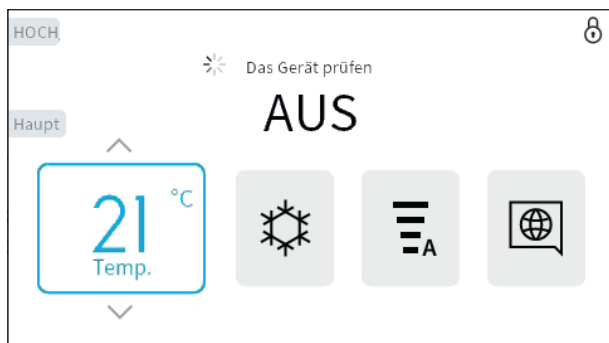 HOCH
Das Gerät prüfen
AUS
Haupt
21 °C
Temp.
A